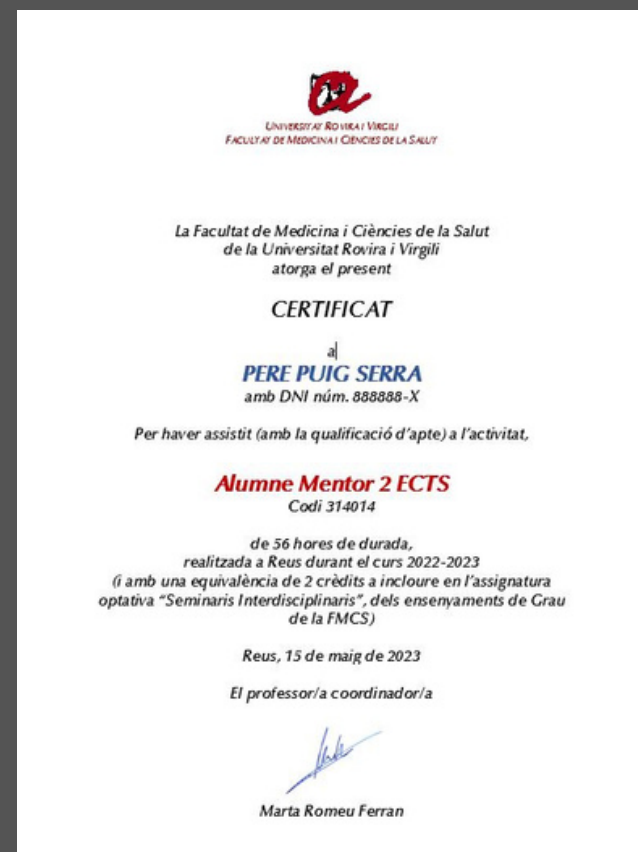 UNIVERSITAT ROVIRA I VIRGILI
FACULTAT DE MEDICINA I CIÈNCIES DE LA SALUT
La Facultat de Medicina i Ciències de la Salut
de la Universitat Rovira i Virgili
atorga el present
CERTIFICAT
a
PERE PUIG SERRA
amb DNI núm. 888888-X
Per haver assistit (amb la qualificació d'apte) a l'activitat,
Alumne Mentor 2 ECTS
Codi 314014
de 56 hores de durada,
realitzada a Reus durant el curs 2022-2023
(i amb una equivalència de 2 crèdits a incloure en l'assignatura
optativa "Seminaris Interdisciplinaris", dels ensenyaments de Grau
de la FMCS)
Reus, 15 de maig de 2023
El professor/a coordinador/a
Marta Romeu Ferran